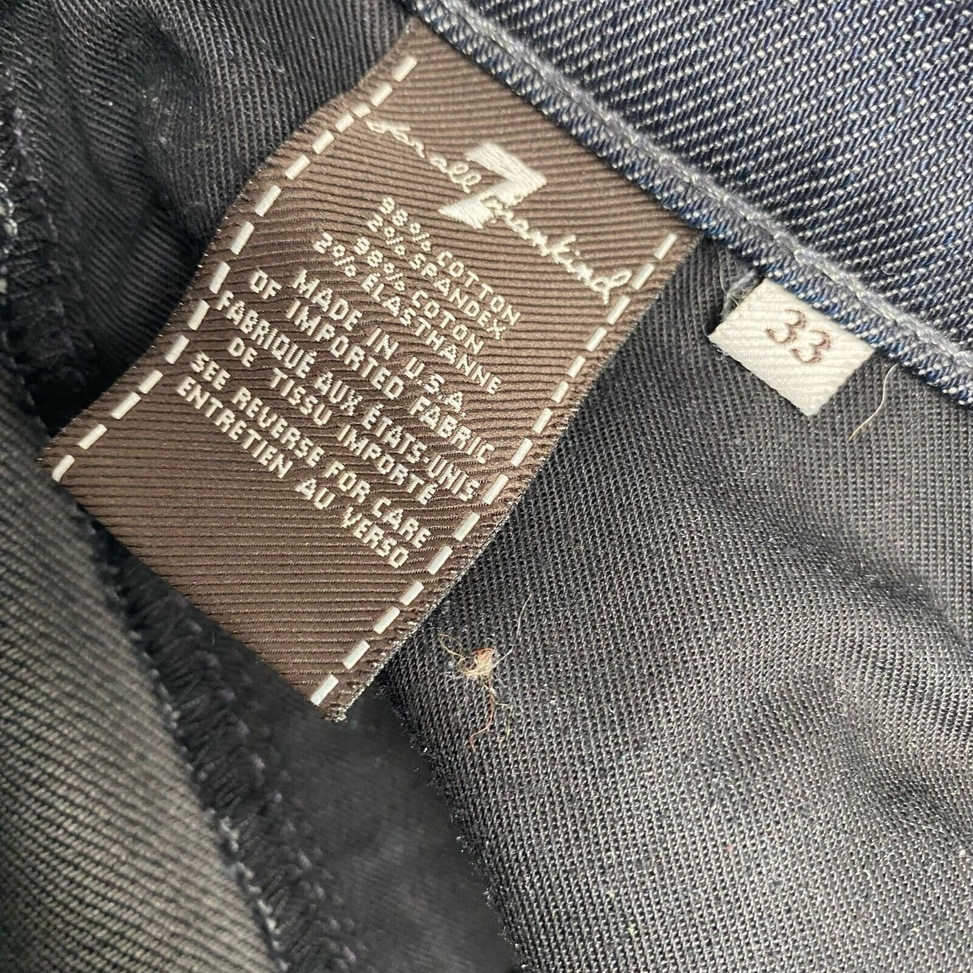 for all 7 mankind
98% COTTON
2% SPANDEX
98% COTON
2% ELASTHANNE
MADE IN U.S.A.
OF IMPORTED FABRIC
FABRIQUÉ AUX ÉTATS-UNIS
DE TISSU IMPORTÉ
SEE REVERSE FOR CARE
ENTRETIEN AU VERSO
33